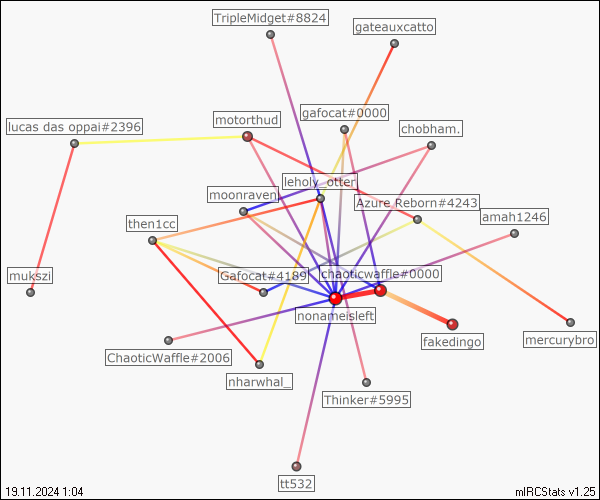 TripleMidget#8824
gateauxcatto
motorthud
gafocat#0000
lucas das oppai#2396
chobham.
leholy_otter
moonraven
Azure Reborn#4243
then1cc
amah1246
mukszi
Gafocat#4189
chaoticwaffle#0000
nonameisleft
fakedingo
mercurybro
ChaoticWaffle#2006
nharwhal_
Thinker#5995
tt532
19.11.2024 1:04
mIRCStats v1.25